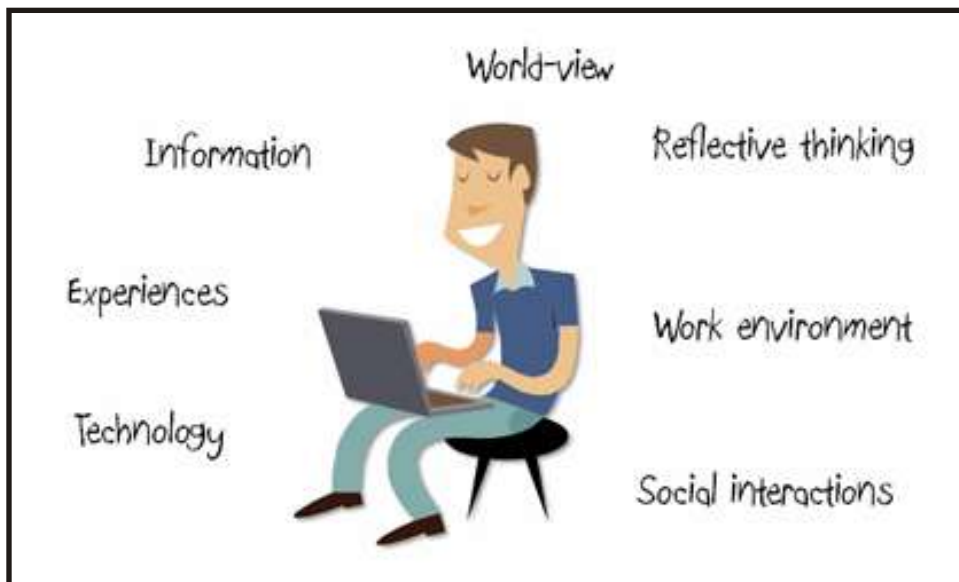 World-view
Information
Reflective thinking
Experiences
Work environment
Technology
Social interactions